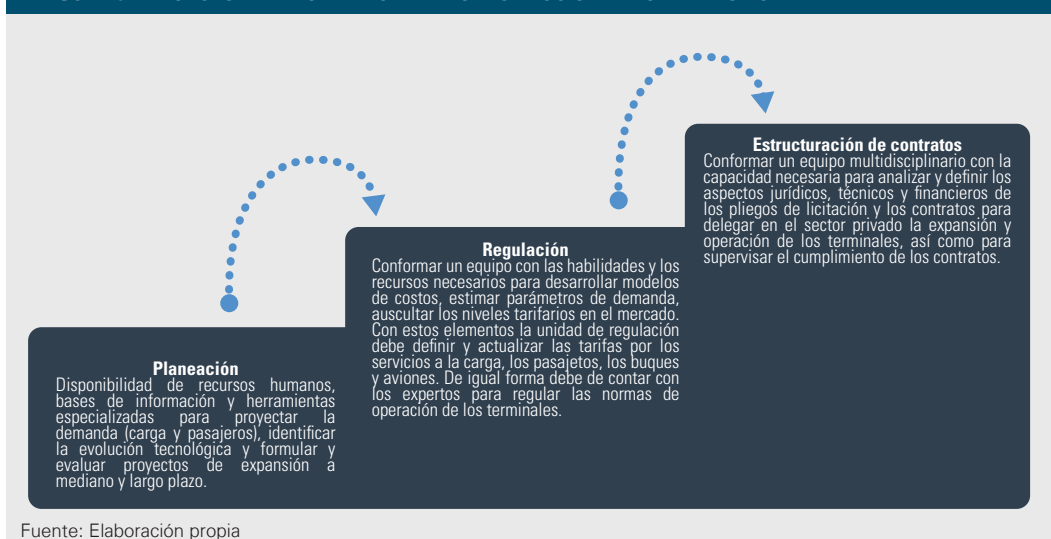 Estructuración de contratos
Conformar un equipo multidisciplinario con la
capacidad necesaria para analizar y definir los
aspectos jurídicos, técnicos y financieros de
los pliegos de licitación y los contratos para
delegar en el sector privado la expansión y
operación de los terminales, así como para
supervisar el cumplimiento de los contratos.
Regulación
Conformar un equipo con las habilidades y los
recursos necesarios para desarrollar modelos
de costos, estimar parámetros de demanda,
auscultar los niveles tarifarios en el mercado.
Con estos elementos la unidad de regulación
debe definir y actualizar las tarifas por los
servicios a la carga, los pasajetos, los buques
y aviones. De igual forma debe de contar con
los expertos para regular las normas de
operación de los terminales.
Planeación
Disponibilidad de recursos humanos,
bases de información y herramientas
especializadas para proyectar la
demanda (carga y pasajeros), identificar
la evolución tecnológica y formular y
evaluar proyectos de expansión a
mediano y largo plazo.
Fuente: Elaboración propia